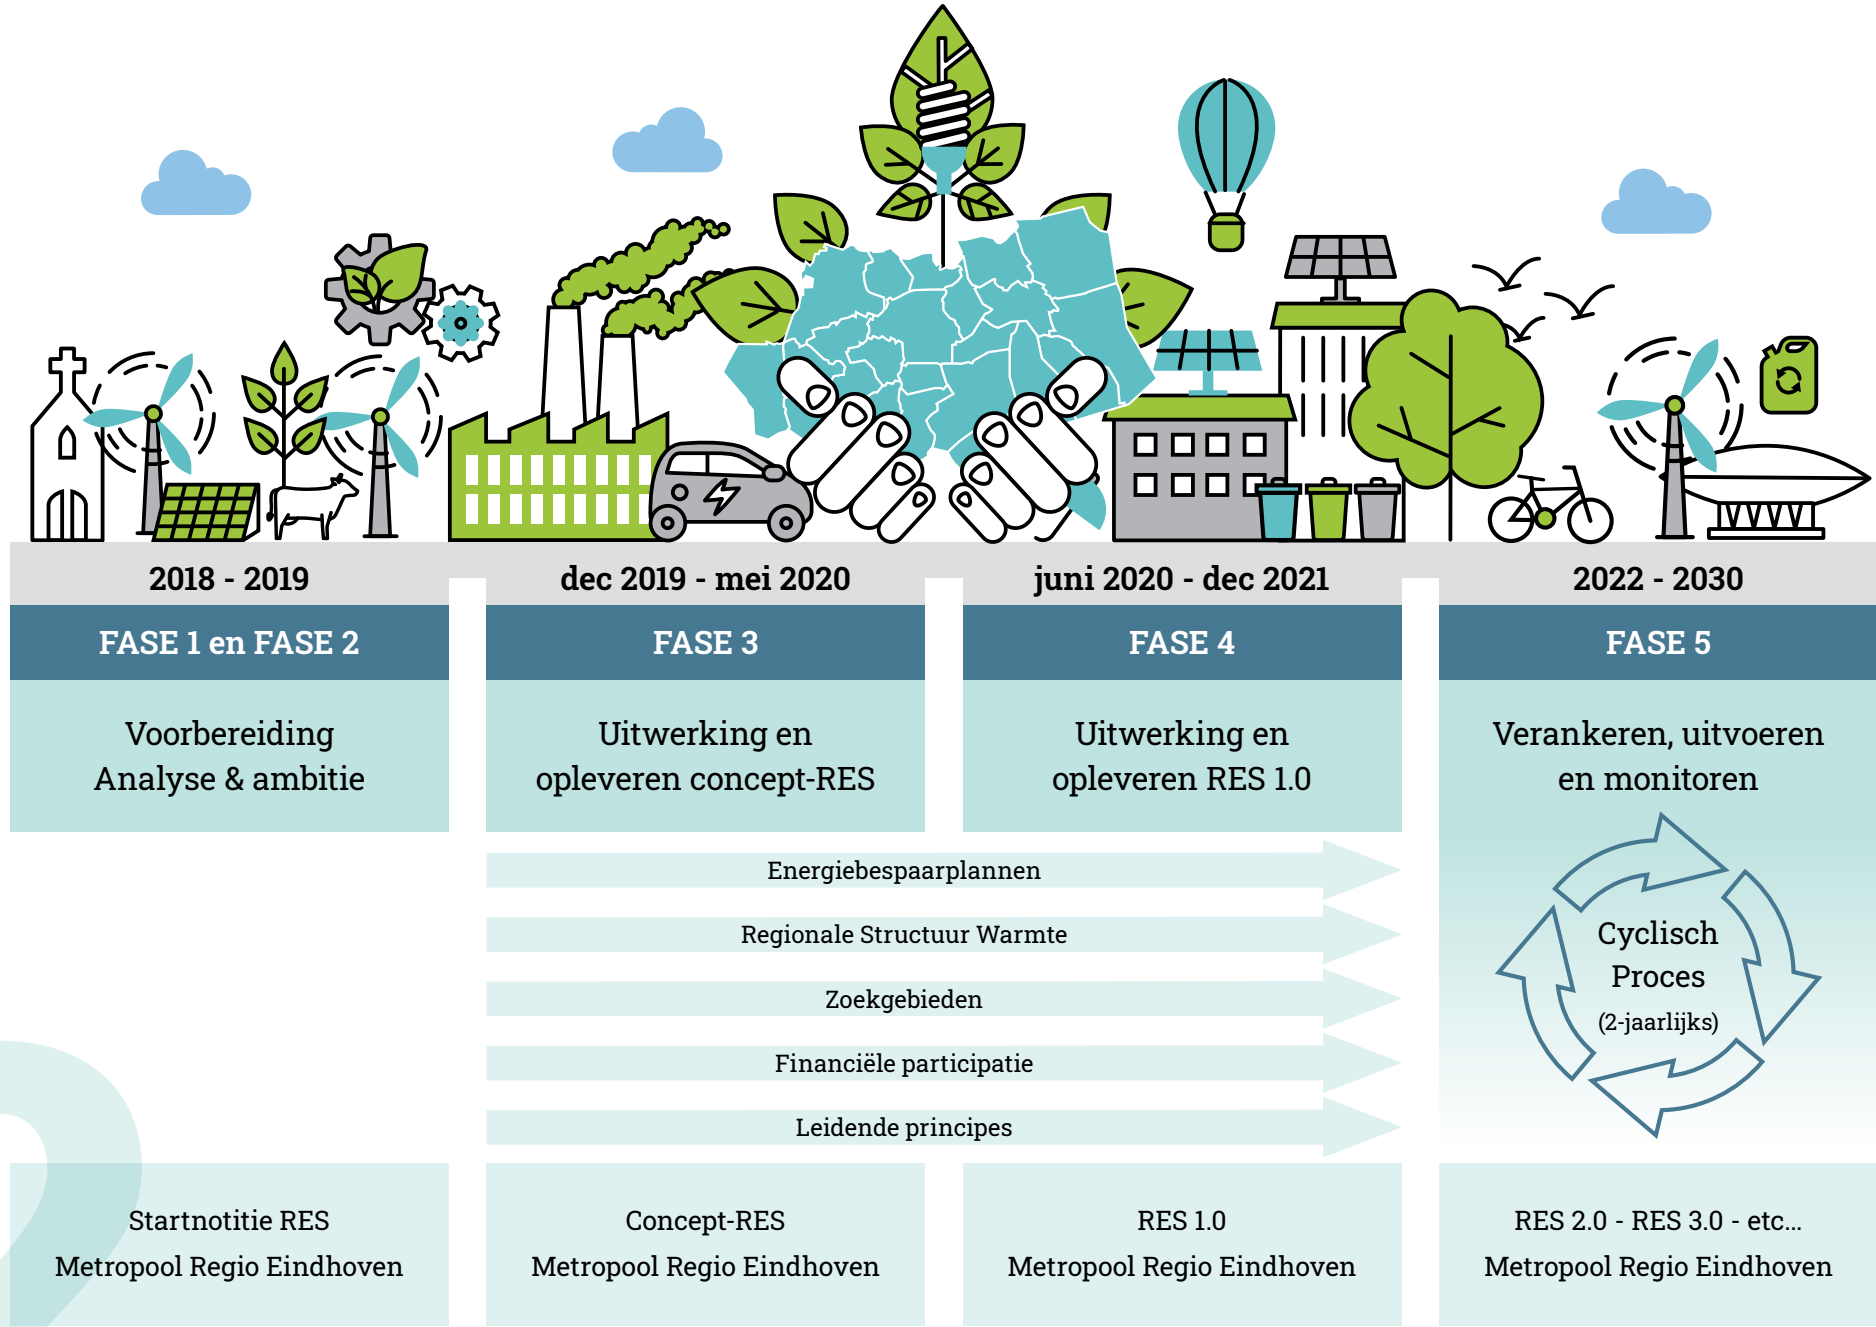 2018 - 2019
dec 2019 - mei 2020
juni 2020 - dec 2021
2022 - 2030
FASE 1 en FASE 2
FASE 3
FASE 4
FASE 5
Voorbereiding
Analyse & ambitie
Uitwerking en
opleveren concept-RES
Uitwerking en
opleveren RES 1.0
Verankeren, uitvoeren
en monitoren
Energiebespaarplannen
Regionale Structuur Warmte
Zoekgebieden
Financiële participatie
Leidende principes
Cyclisch
Proces
(2-jaarlijks)
Startnotitie RES
Metropool Regio Eindhoven
Concept-RES
Metropool Regio Eindhoven
RES 1.0
Metropool Regio Eindhoven
RES 2.0 - RES 3.0 - etc...
Metropool Regio Eindhoven